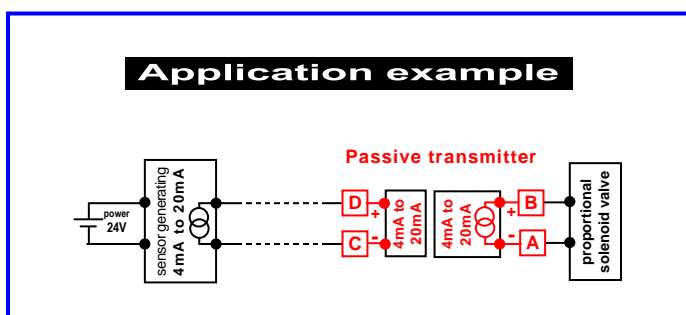 Application example
Passive transmitter
power
24V
sensor generating
4mA to 20mA
D
+
C
-
4mA to
20mA
4mA to
20mA
B
+
A
-
proportional
solenoid valve